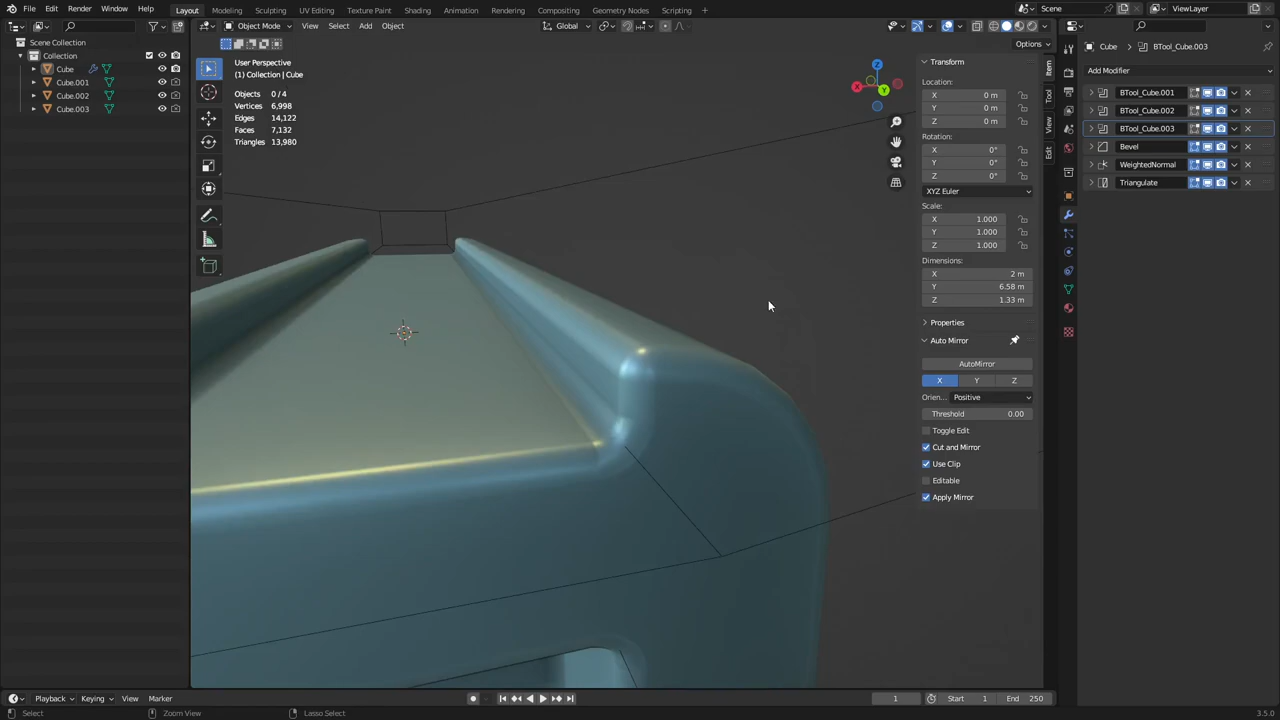 File Edit Render Window Help Layout Modeling Sculpting UV Editing Texture Paint Shading Animation Rendering Compositing Geometry Nodes Scripting + Scene ViewLayer
Object Mode View Select Add Object Global
Options
Scene Collection
Collection
Cube
Cube.001
Cube.002
Cube.003
User Perspective
(1) Collection | Cube
Objects 0/4
Vertices 6,998
Edges 14,122
Faces 7,132
Triangles 13,980
Z
X
Y
Transform
Location:
X 0 m
Y 0 m
Z 0 m
Rotation:
X 0°
Y 0°
Z 0°
XYZ Euler
Scale:
X 1.000
Y 1.000
Z 1.000
Dimensions:
X 2 m
Y 6.58 m
Z 1.33 m
Properties
Auto Mirror
AutoMirror
X Y Z
Orien... Positive
Threshold 0.00
Toggle Edit
Cut and Mirror
Use Clip
Editable
Apply Mirror
Item
Tool
View
Edit
Cube BTool_Cube.003
Add Modifier
BTool_Cube.001
BTool_Cube.002
BTool_Cube.003
Bevel
WeightedNormal
Triangulate
Playback Keying View Marker 1 Start 1 End 250
Select Zoom View Lasso Select 3.5.0